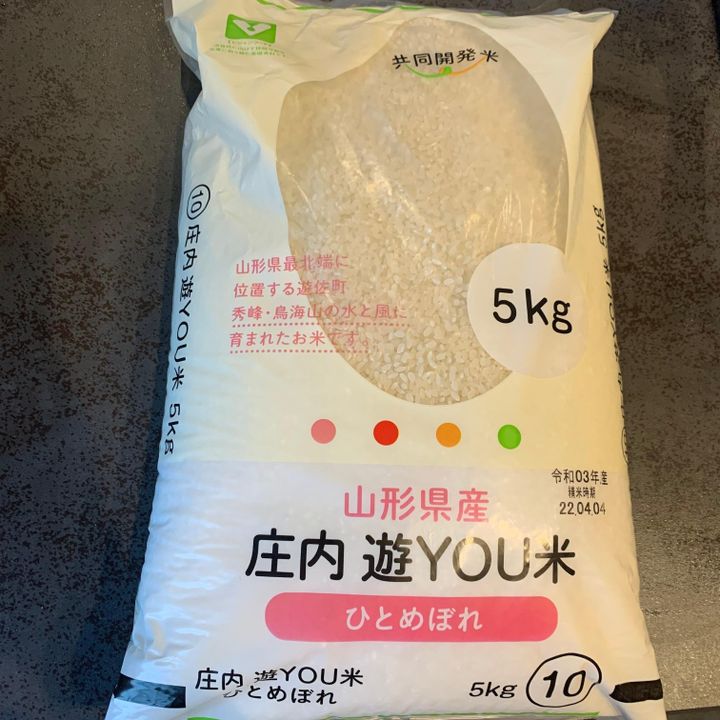 共同開発米
山形県最北端に
位置する遊佐町
秀峰・鳥海山の水と風に
育まれたお米です。
5kg
⑩ 庄内 遊YOU米 5kg
令和03年産
精米時期
22.04.04
山形県産
庄内 遊YOU米
ひとめぼれ
庄内 遊YOU米
ひとめぼれ
5kg ⑩